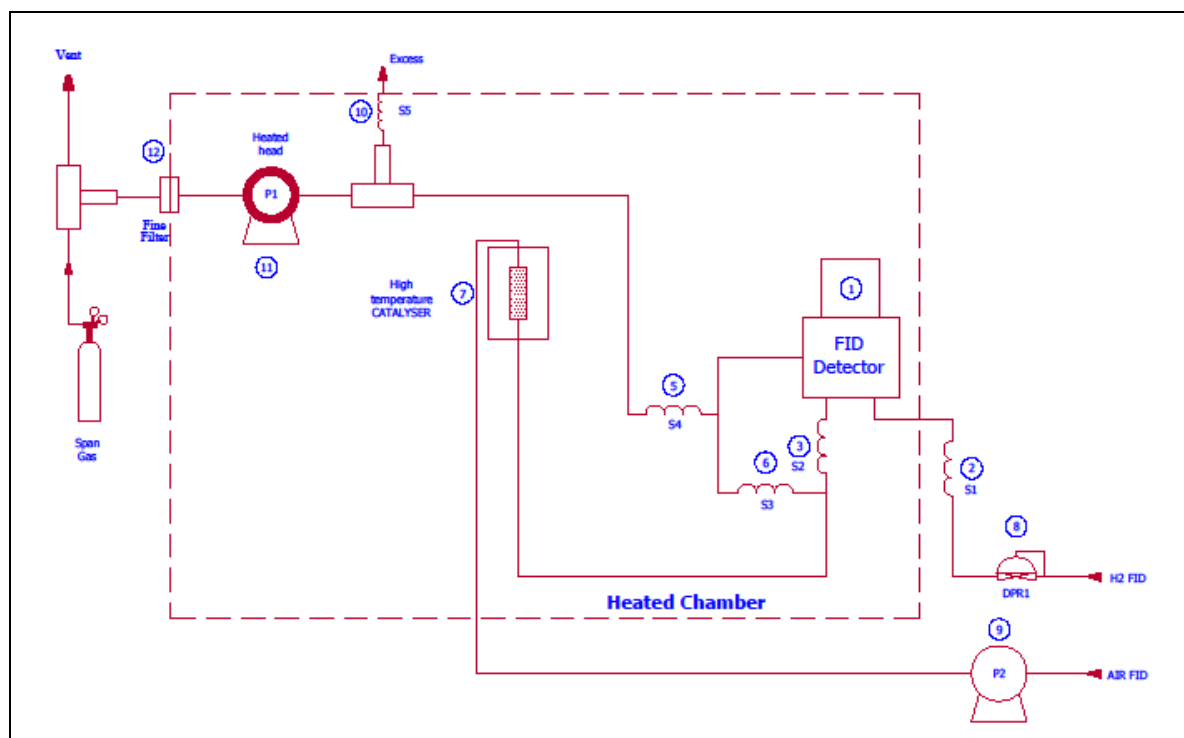 Vent
Excess
10
S5
12
Heated
head
P1
Fine
Filter
11
7
High
temperature
CATALYSER
1
FID
Detector
5
S4
3
S2
6
S3
2
S1
8
DPR1
H2 FID
Span
Gas
Heated Chamber
9
P2
AIR FID